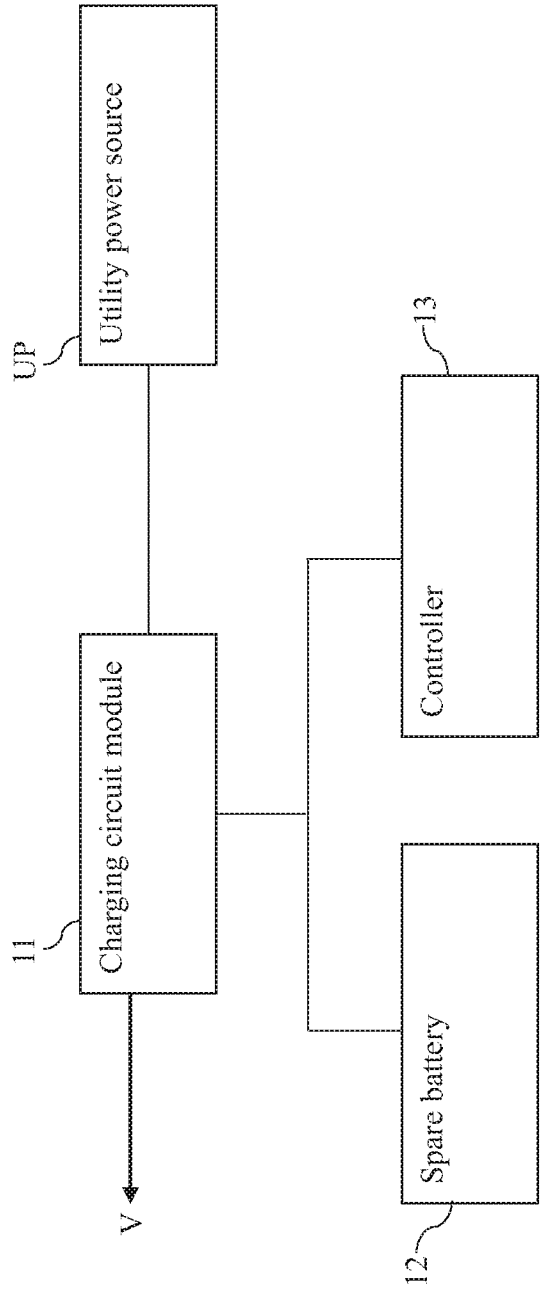 UP
Utility power source
11
Charging circuit module
V
13
Controller
12
Spare battery